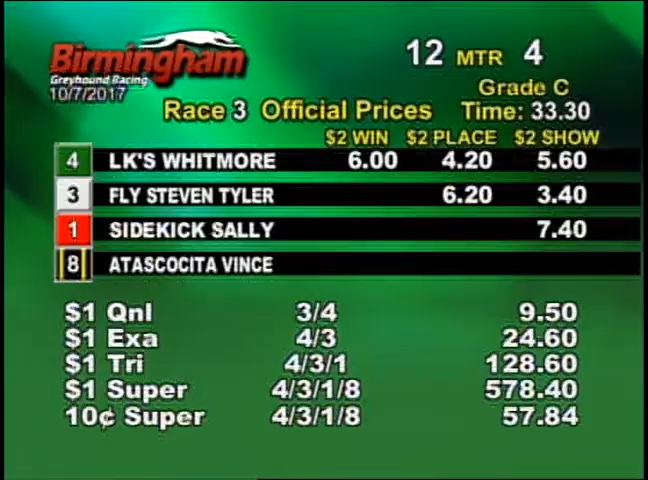 Birmingham
Greyhound Racing
10/7/2017
12 MTR 4
Grade C
Race 3 Official Prices Time: 33.30
$2 WIN $2 PLACE $2 SHOW
4 LK'S WHITMORE 6.00 4.20 5.60
3 FLY STEVEN TYLER 6.20 3.40
1 SIDEKICK SALLY 7.40
8 ATASCOCITA VINCE
$1 Qnl 3/4 9.50
$1 Exa 4/3 24.60
$1 Tri 4/3/1 128.60
$1 Super 4/3/1/8 578.40
10¢ Super 4/3/1/8 57.84